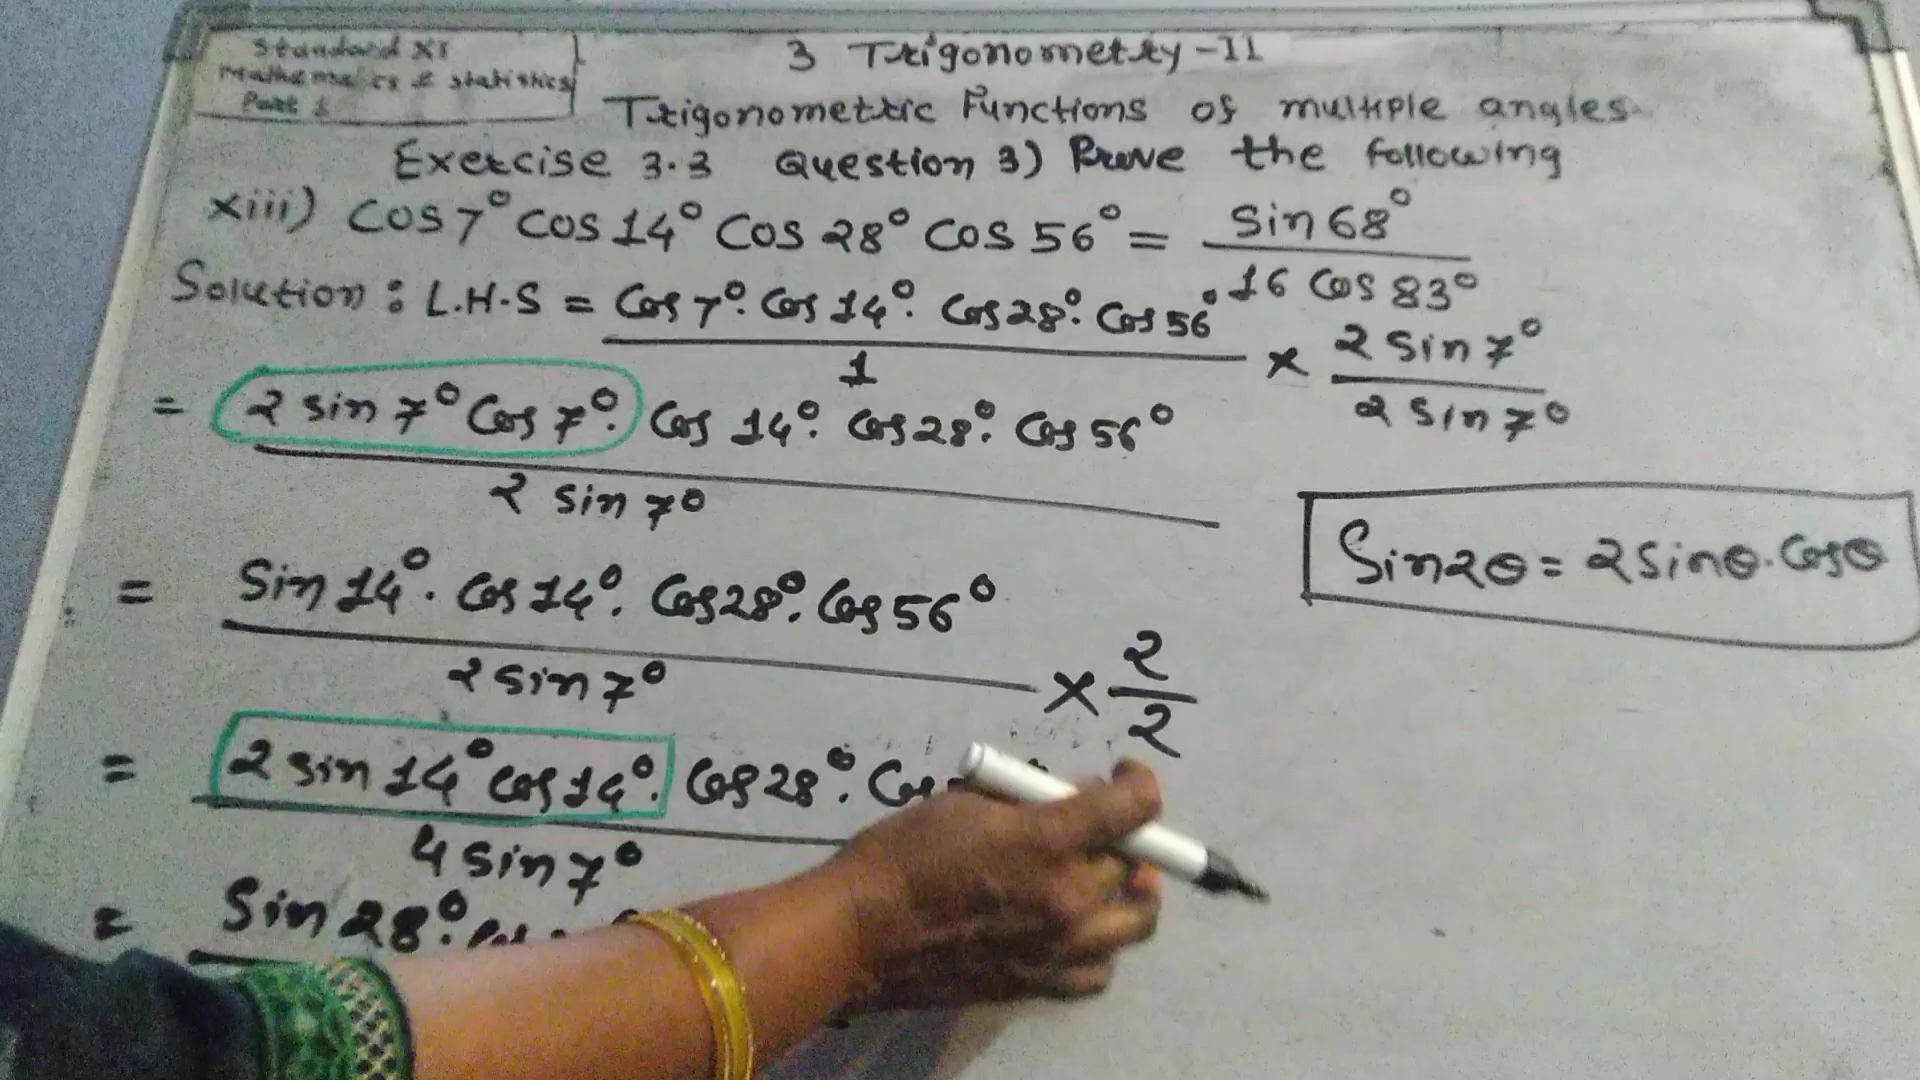 Standard XI
Mathematics & statistics
Part 1
3 Trigonometry-II
Trigonometric Functions of multiple angles.
Exercise 3.3 Question 3) Prove the following
xiii) cos 7° cos 14° cos 28° cos 56° = sin 68° / 16 cos 83°
Solution : L.H.S = cos 7°. cos 14°. cos 28°. cos 56° / 1 × 2 sin 7° / 2 sin 7°
= 2 sin 7° cos 7°. cos 14°. cos 28°. cos 56° / 2 sin 7°
Sin2θ = 2sinθ.cosθ
= Sin 14°. cos 14°. cos 28°. cos 56° / 2 sin 7° × 2 / 2
= 2 sin 14° cos 14°. cos 28°. / 4 sin 7°
= Sin 28°.